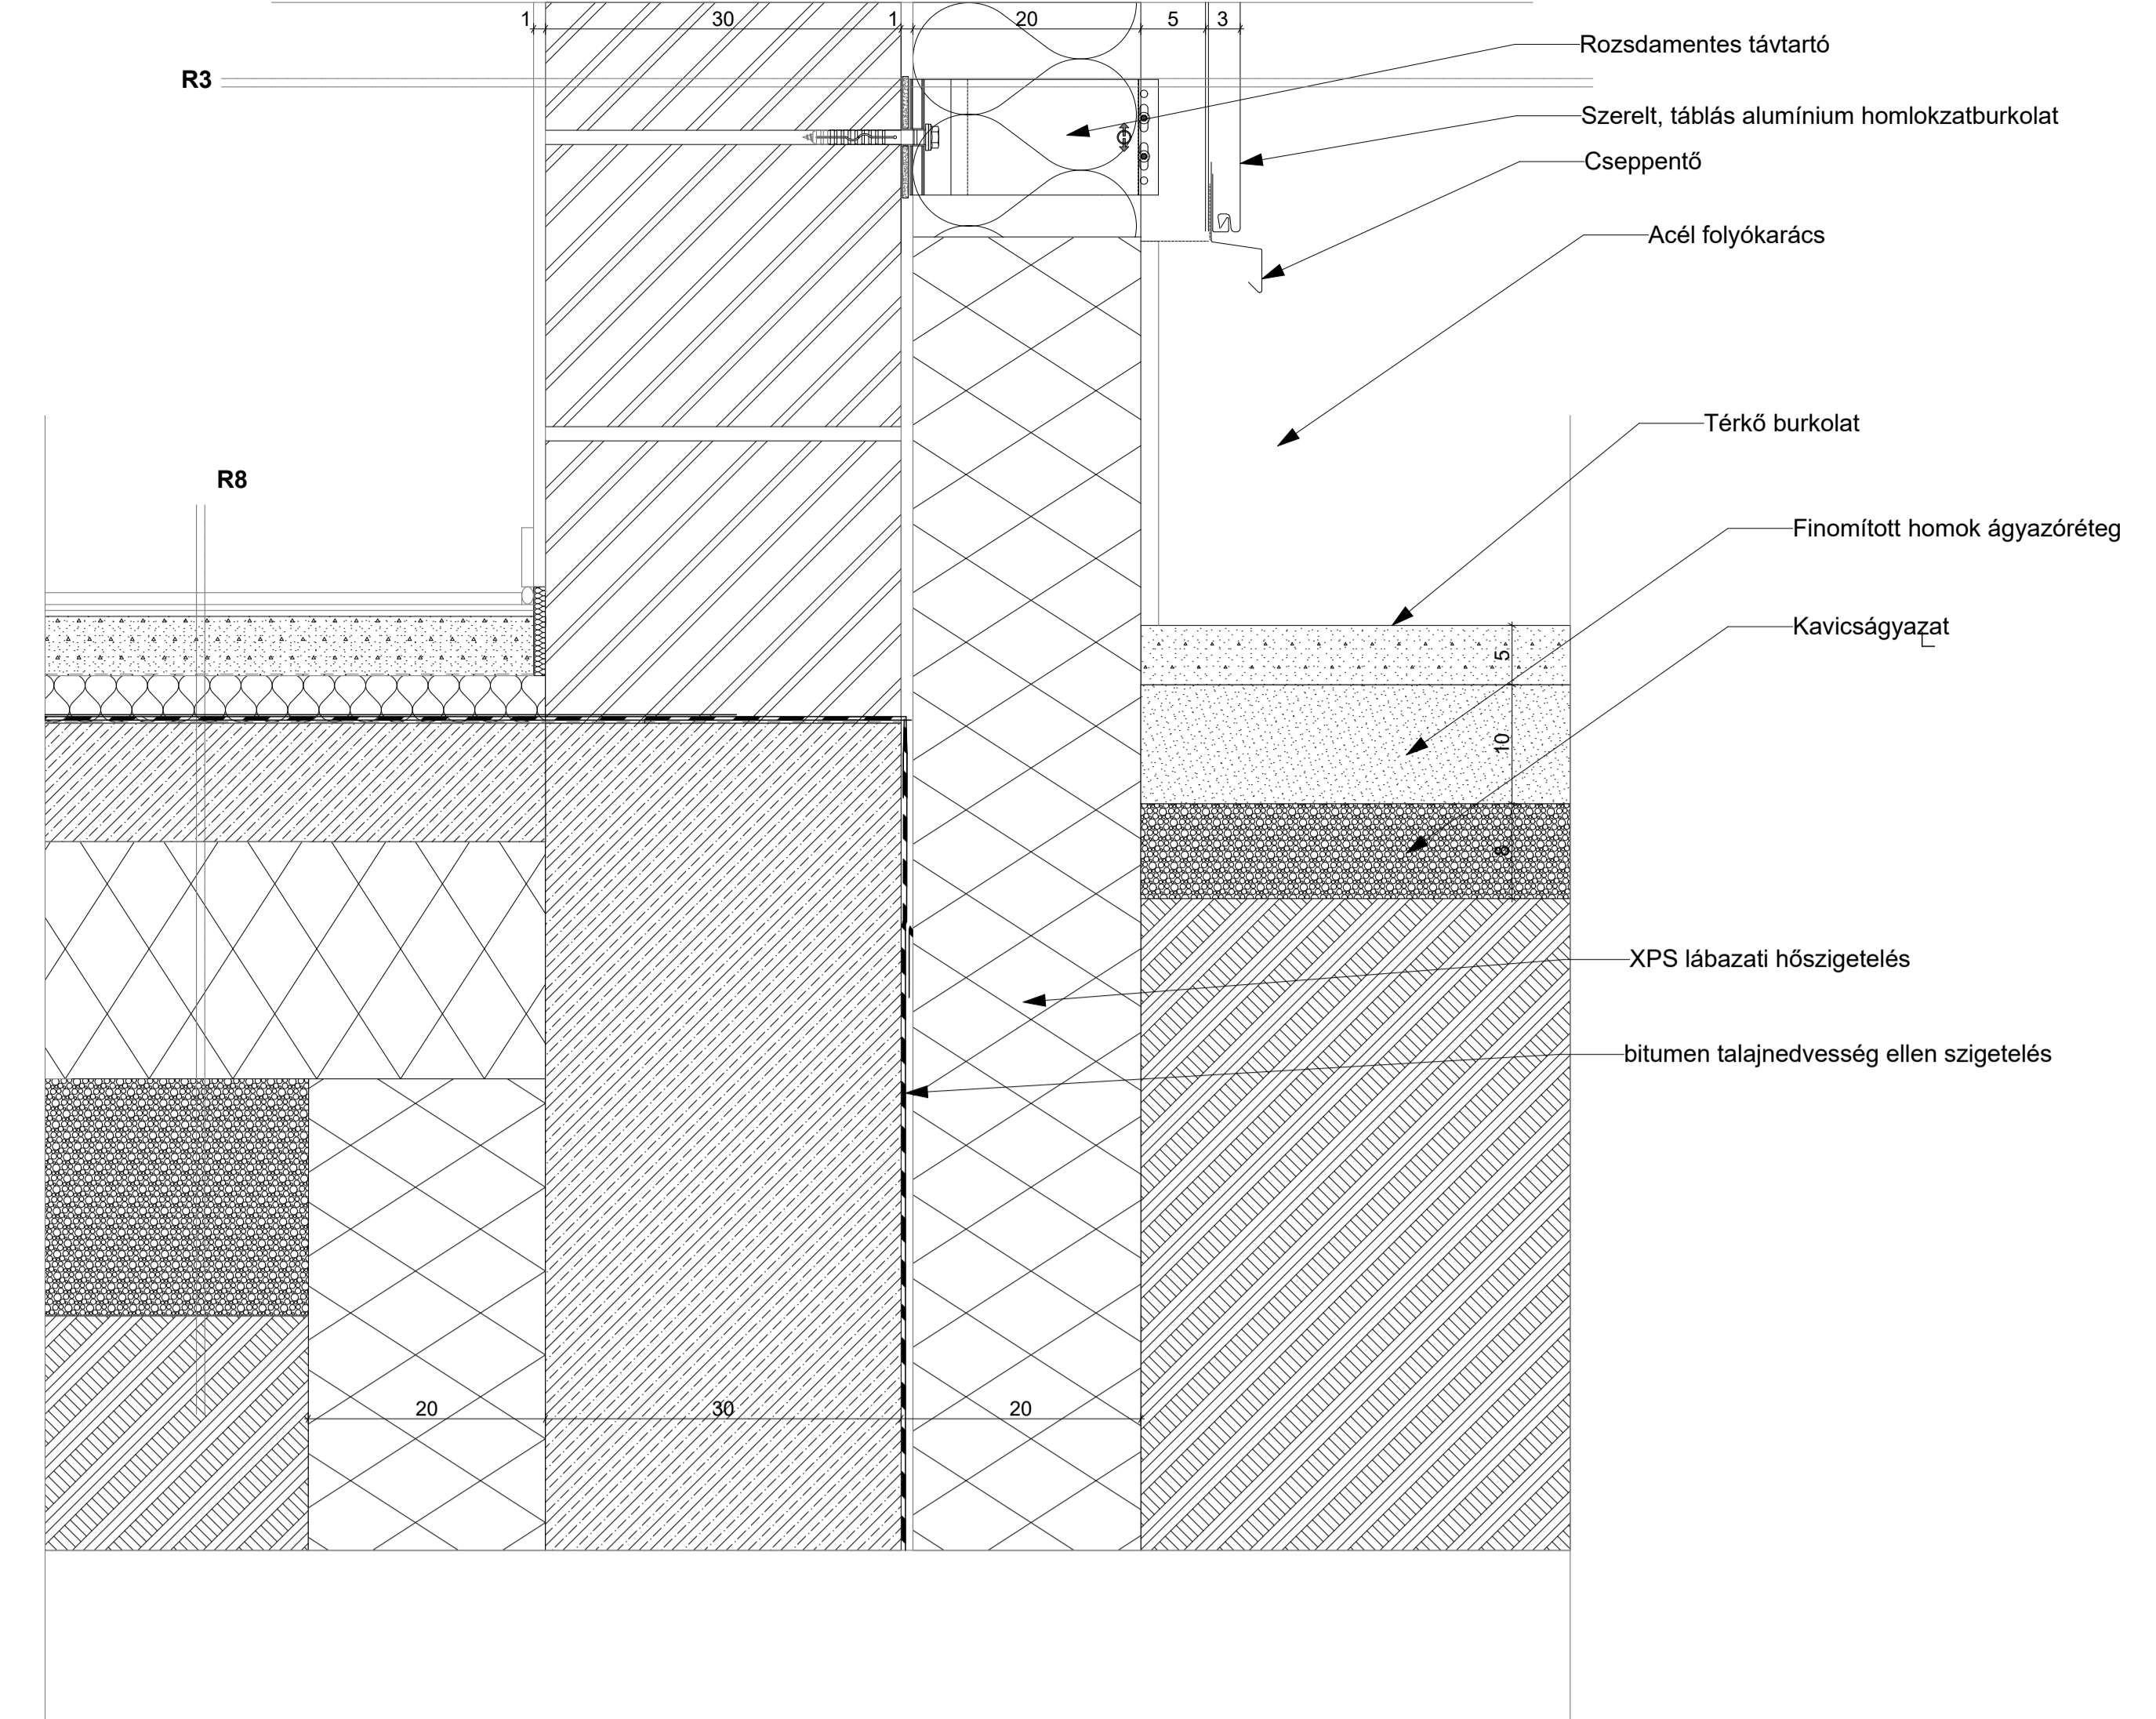 1
30
1
20
5
3
Rozsdamentes távtartó
R3
Szerelt, táblás alumínium homlokzatburkolat
Cseppentő
Acél folyókarács
Térkő burkolat
R8
Finomított homok ágyazóréteg
Kavicságyazat
5
10
8
XPS lábazati hőszigetelés
bitumen talajnedvesség ellen szigetelés
20
30
20